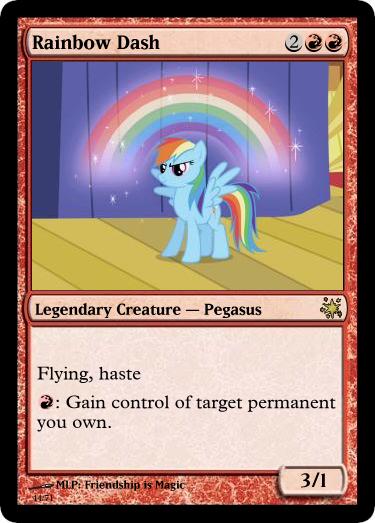 Rainbow Dash 2
Legendary Creature — Pegasus
Flying, haste
: Gain control of target permanent
you own.
MLP: Friendship is Magic
3/1